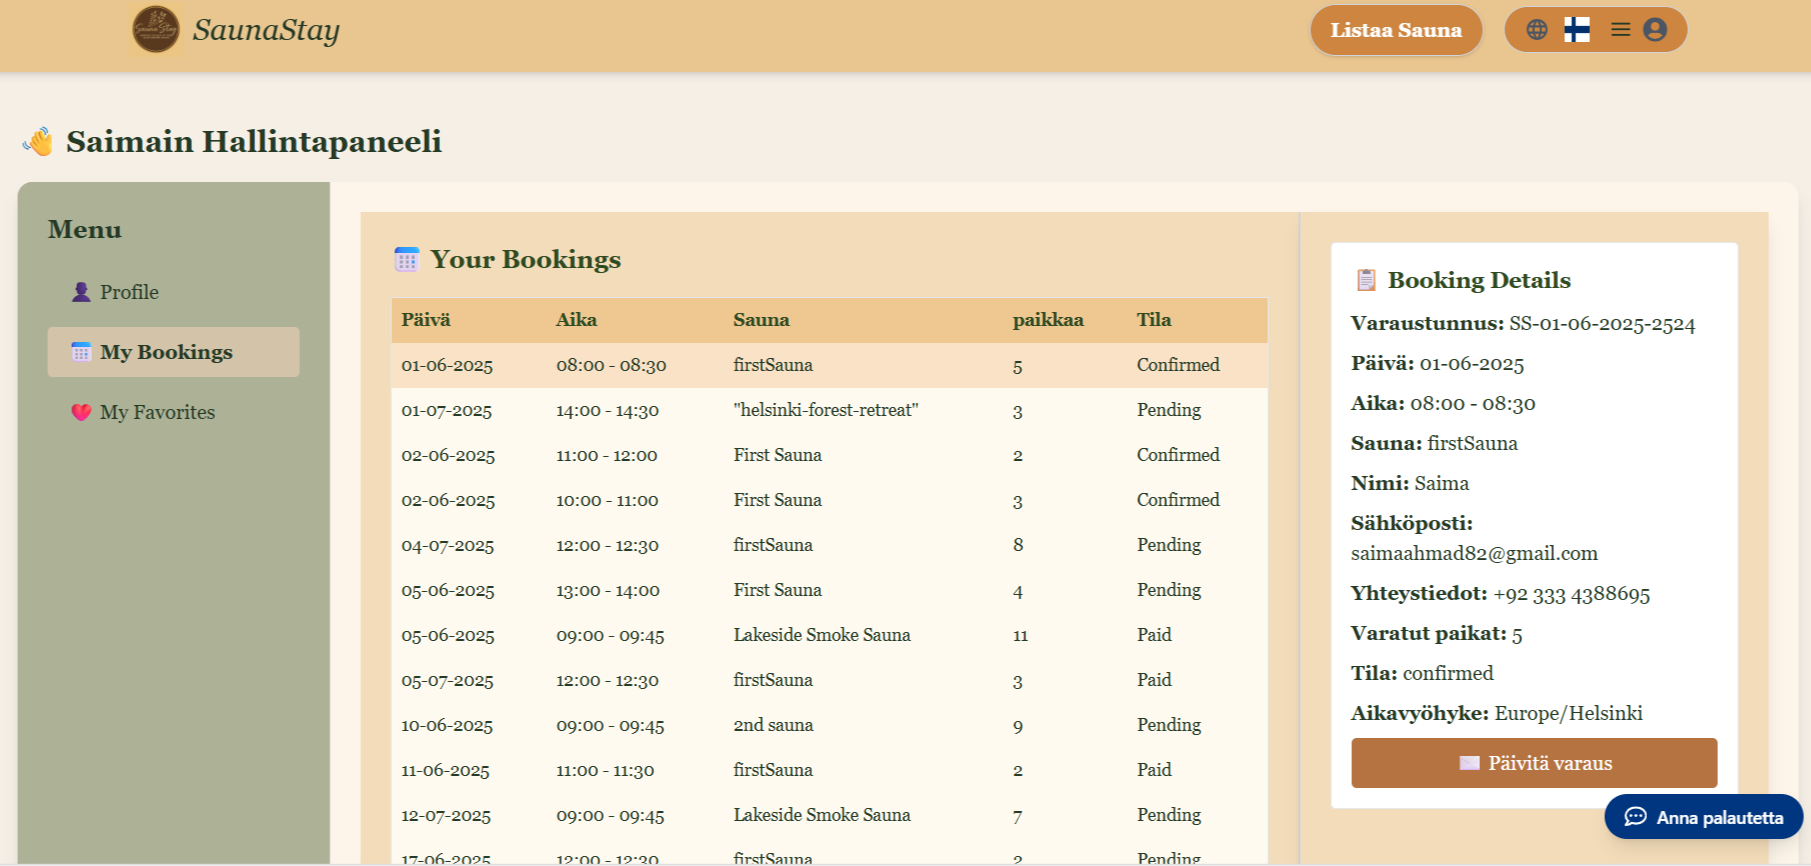 SaunaStay
Listaa Sauna
Saimain Hallintapaneeli
Menu
Profile
My Bookings
My Favorites
Your Bookings
Päivä Aika Sauna paikkaa Tila
01-06-2025 08:00 - 08:30 firstSauna 5 Confirmed
01-07-2025 14:00 - 14:30 "helsinki-forest-retreat" 3 Pending
02-06-2025 11:00 - 12:00 First Sauna 2 Confirmed
02-06-2025 10:00 - 11:00 First Sauna 3 Confirmed
04-07-2025 12:00 - 12:30 firstSauna 8 Pending
05-06-2025 13:00 - 14:00 First Sauna 4 Pending
05-06-2025 09:00 - 09:45 Lakeside Smoke Sauna 11 Paid
05-07-2025 12:00 - 12:30 firstSauna 3 Paid
10-06-2025 09:00 - 09:45 2nd sauna 9 Pending
11-06-2025 11:00 - 11:30 firstSauna 2 Paid
12-07-2025 09:00 - 09:45 Lakeside Smoke Sauna 7 Pending
17-06-2025 12:00 - 12:30 firstSauna 2 Pending
Booking Details
Varaustunnus: SS-01-06-2025-2524
Päivä: 01-06-2025
Aika: 08:00 - 08:30
Sauna: firstSauna
Nimi: Saima
Sähköposti:
saimaahmad82@gmail.com
Yhteystiedot: +92 333 4388695
Varatut paikat: 5
Tila: confirmed
Aikavyöhyke: Europe/Helsinki
Päivitä varaus
Anna palautetta